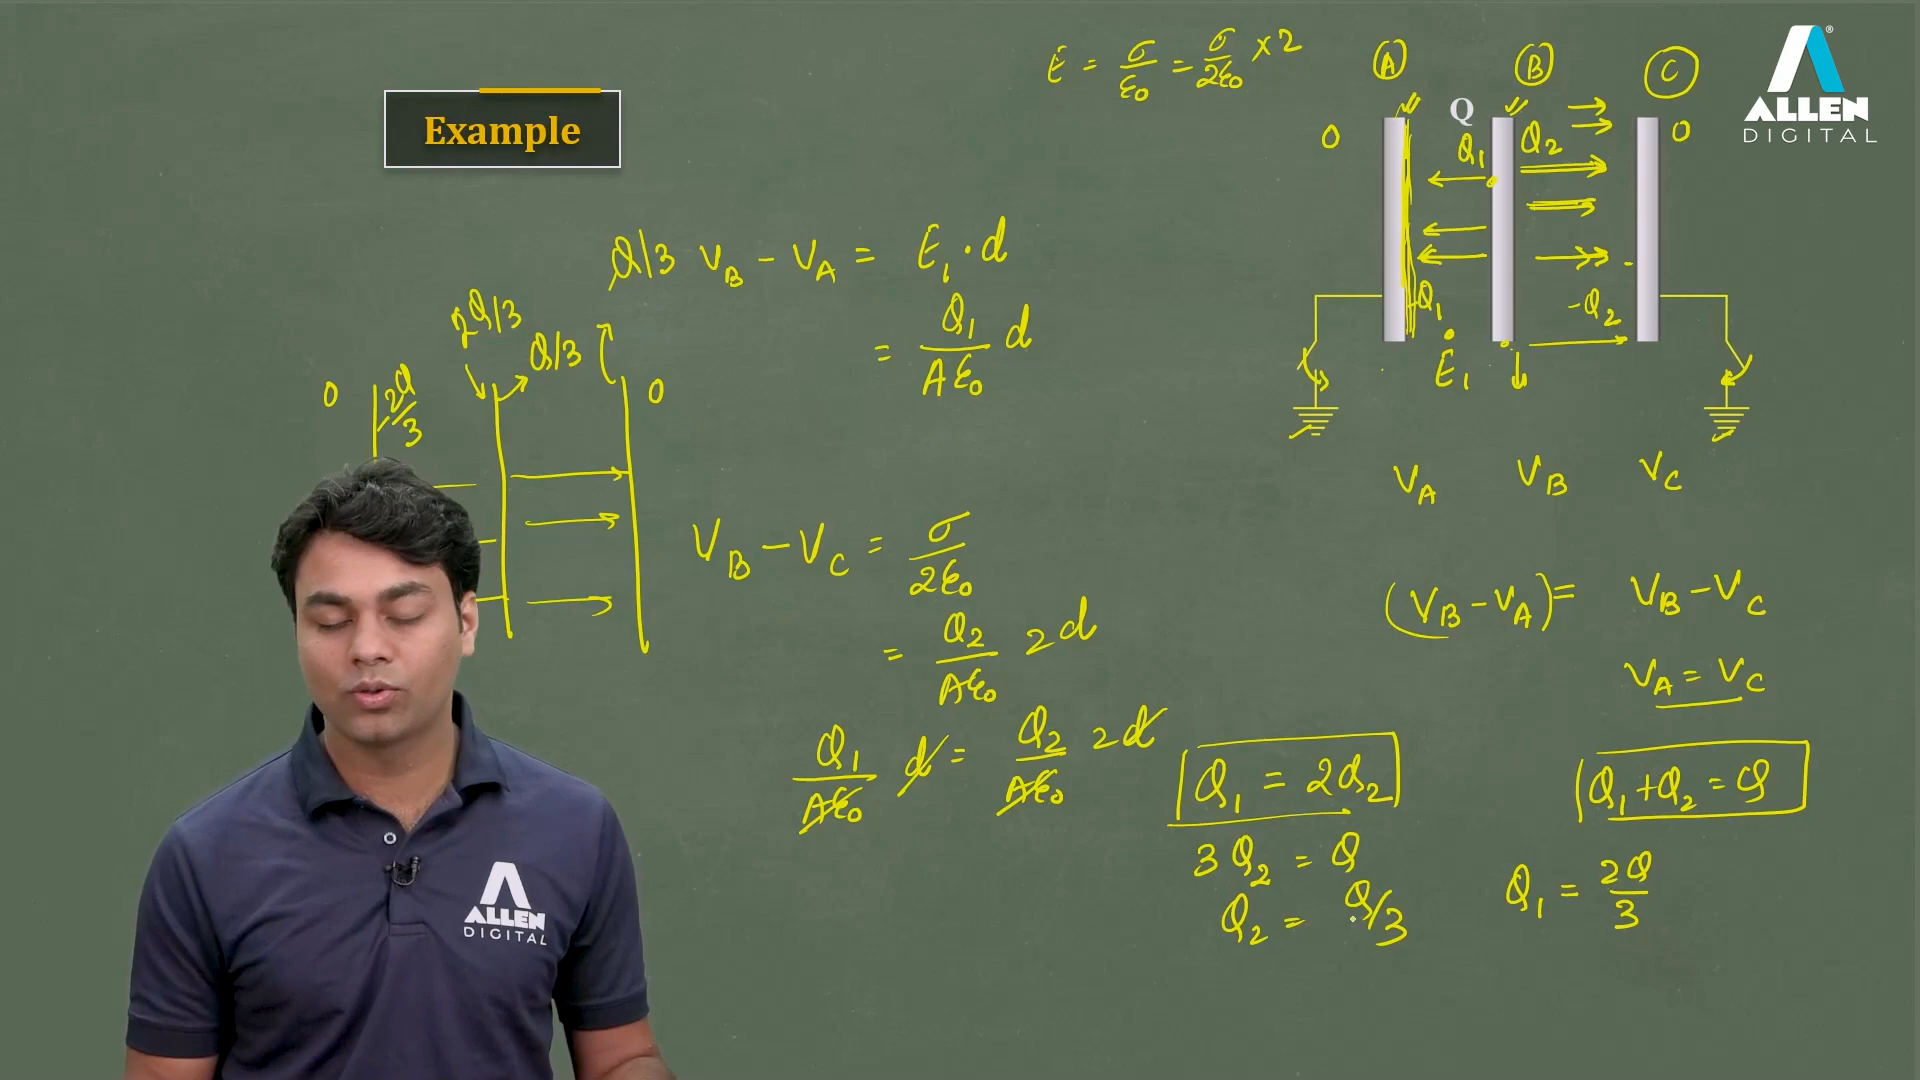 E = σ/ε₀ = σ/2ε₀ × 2
Ⓐ Ⓑ Ⓒ
ALLEN
DIGITAL
Example
Q
0 Q₁ Q₂ 0
-Q₁ -Q₂
E₁
Q/3 V_B - V_A = E₁ · d
= Q₁/Aε₀ d
2Q/3
Q/3
0 -2Q/3 0
V_A V_B V_C
V_B - V_C = σ/2ε₀
= Q₂/Aε₀ 2d
(V_B - V_A) = V_B - V_C
V_A = V_C
Q₁/Aε₀ d = Q₂/Aε₀ 2d
Q₁ = 2Q₂
Q₁ + Q₂ = Q
3Q₂ = Q
Q₂ = Q/3
Q₁ = 2Q/3
ALLEN
DIGITAL